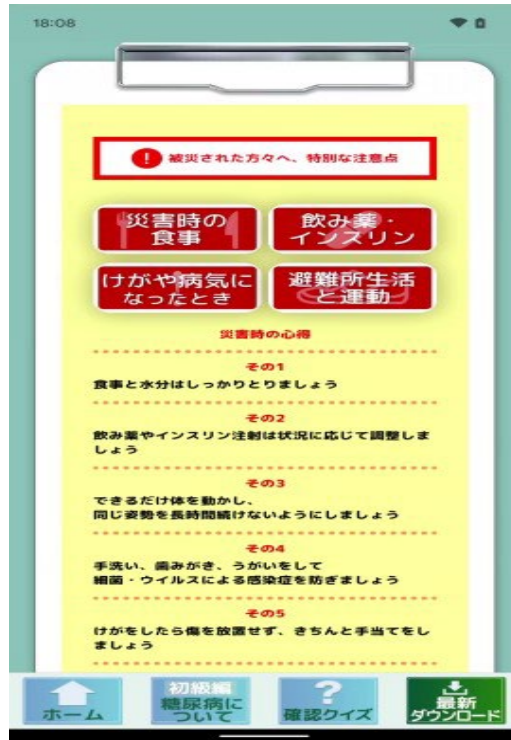 18:08
被災された方々へ、特別な注意点
災害時の
食事
飲み薬・
インスリン
けがや病気に
なったとき
避難所生活
と運動
災害時の心得
その1
食事と水分はしっかりとりましょう
その2
飲み薬やインスリン注射は状況に応じて調整しま
しょう
その3
できるだけ体を動かし、
同じ姿勢を長時間続けないようにしましょう
その4
手洗い、歯みがき、うがいをして
細菌・ウイルスによる感染症を防ぎましょう
その5
けがをしたら傷を放置せず、きちんと手当てをし
ましょう
ホーム
初級編
糖尿病に
ついて
?
確認クイズ
最新
ダウンロード